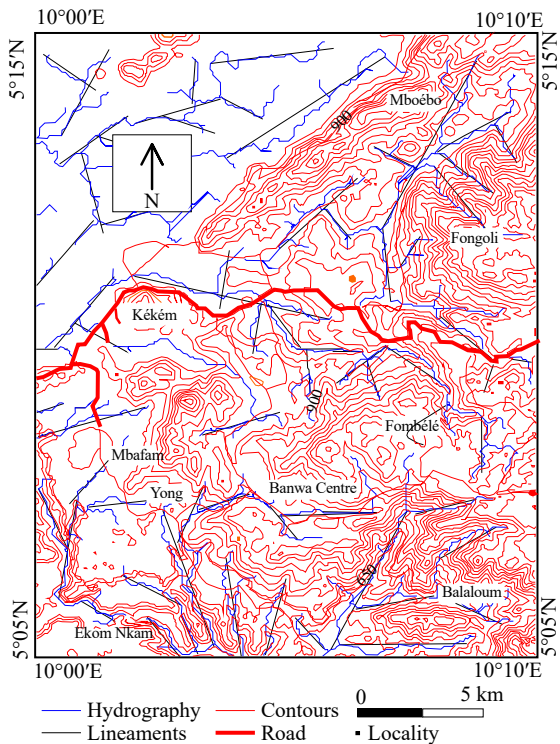 10°00′E 10°10′E
5°15′N 5°15′N
Mboébo
900
N
Fongoli
Kékém
900
Fombélé
Mbafam
Yong Banwa Centre
650
Balaloum
Ekom Nkam
5°05′N 5°05′N
10°00′E 10°10′E
Hydrography Contours 0 5 km
Lineaments Road Locality